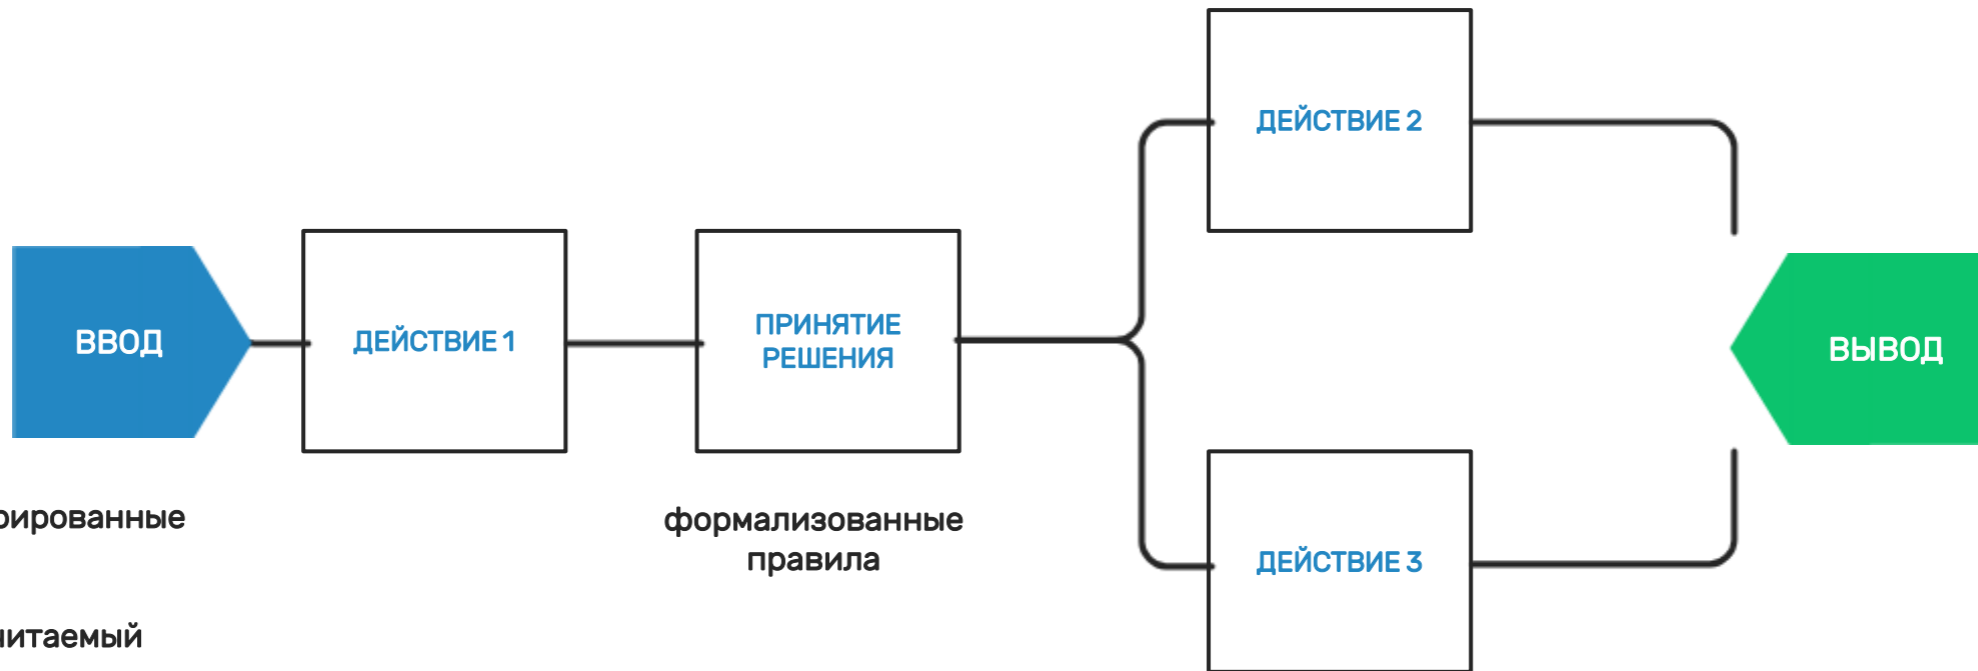 ДЕЙСТВИЕ 2
ВВОД
ДЕЙСТВИЕ 1
ПРИНЯТИЕ
РЕШЕНИЯ
ВЫВОД
формализованные
правила
ДЕЙСТВИЕ 3